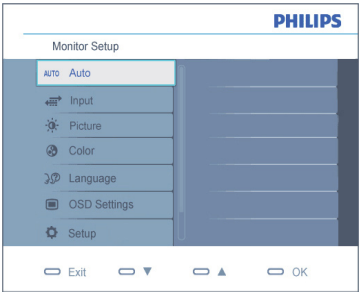 PHILIPS
Monitor Setup
AUTO Auto
Input
Picture
Color
Language
OSD Settings
Setup
Exit ▼ ▲ OK